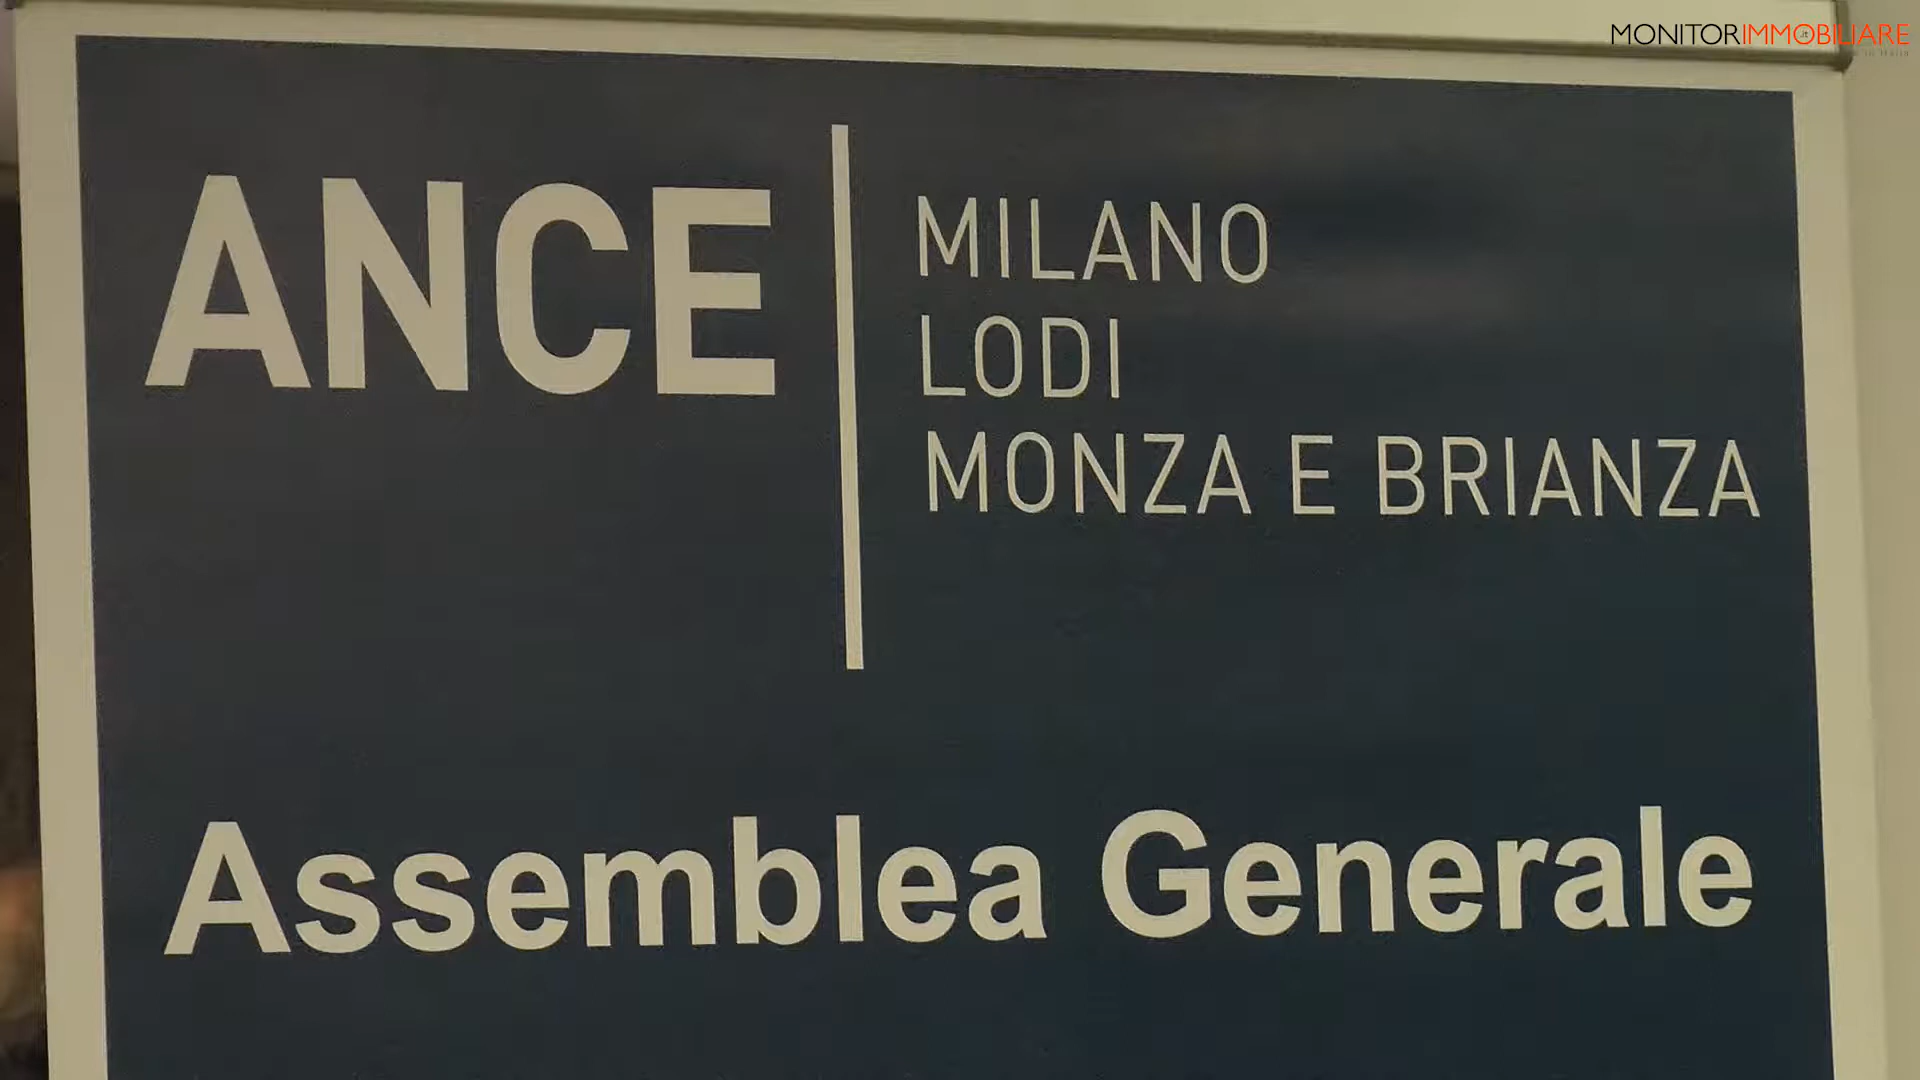 MONITORIMMOBILIARE
ANCE
MILANO
LODI
MONZA E BRIANZA
Assemblea Generale